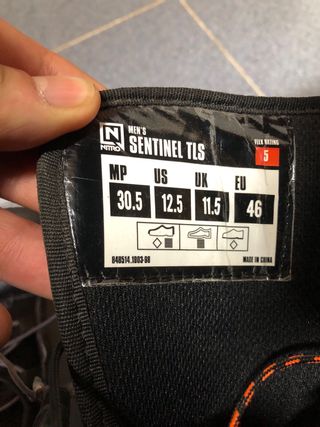 N
NITRO
MEN'S
SENTINEL TLS
FLEX RATING
5
MP US UK EU
30.5 12.5 11.5 46
848514.1803-98
MADE IN CHINA